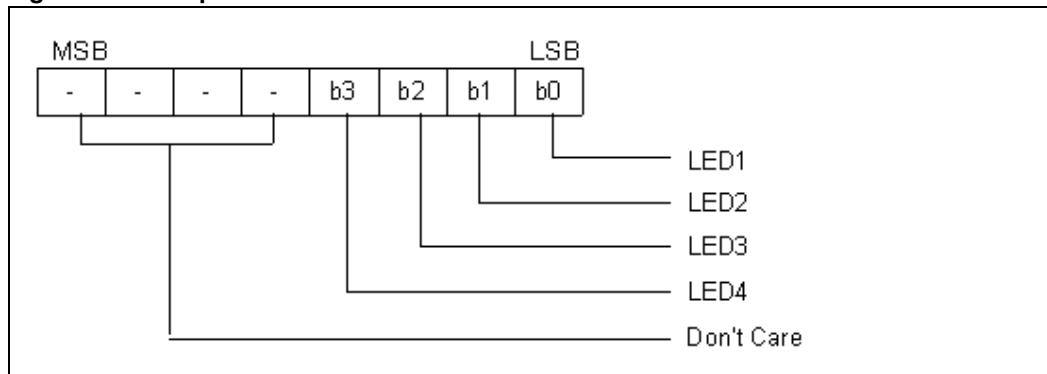 MSB LSB
- - - - b3 b2 b1 b0
LED1
LED2
LED3
LED4
Don't Care